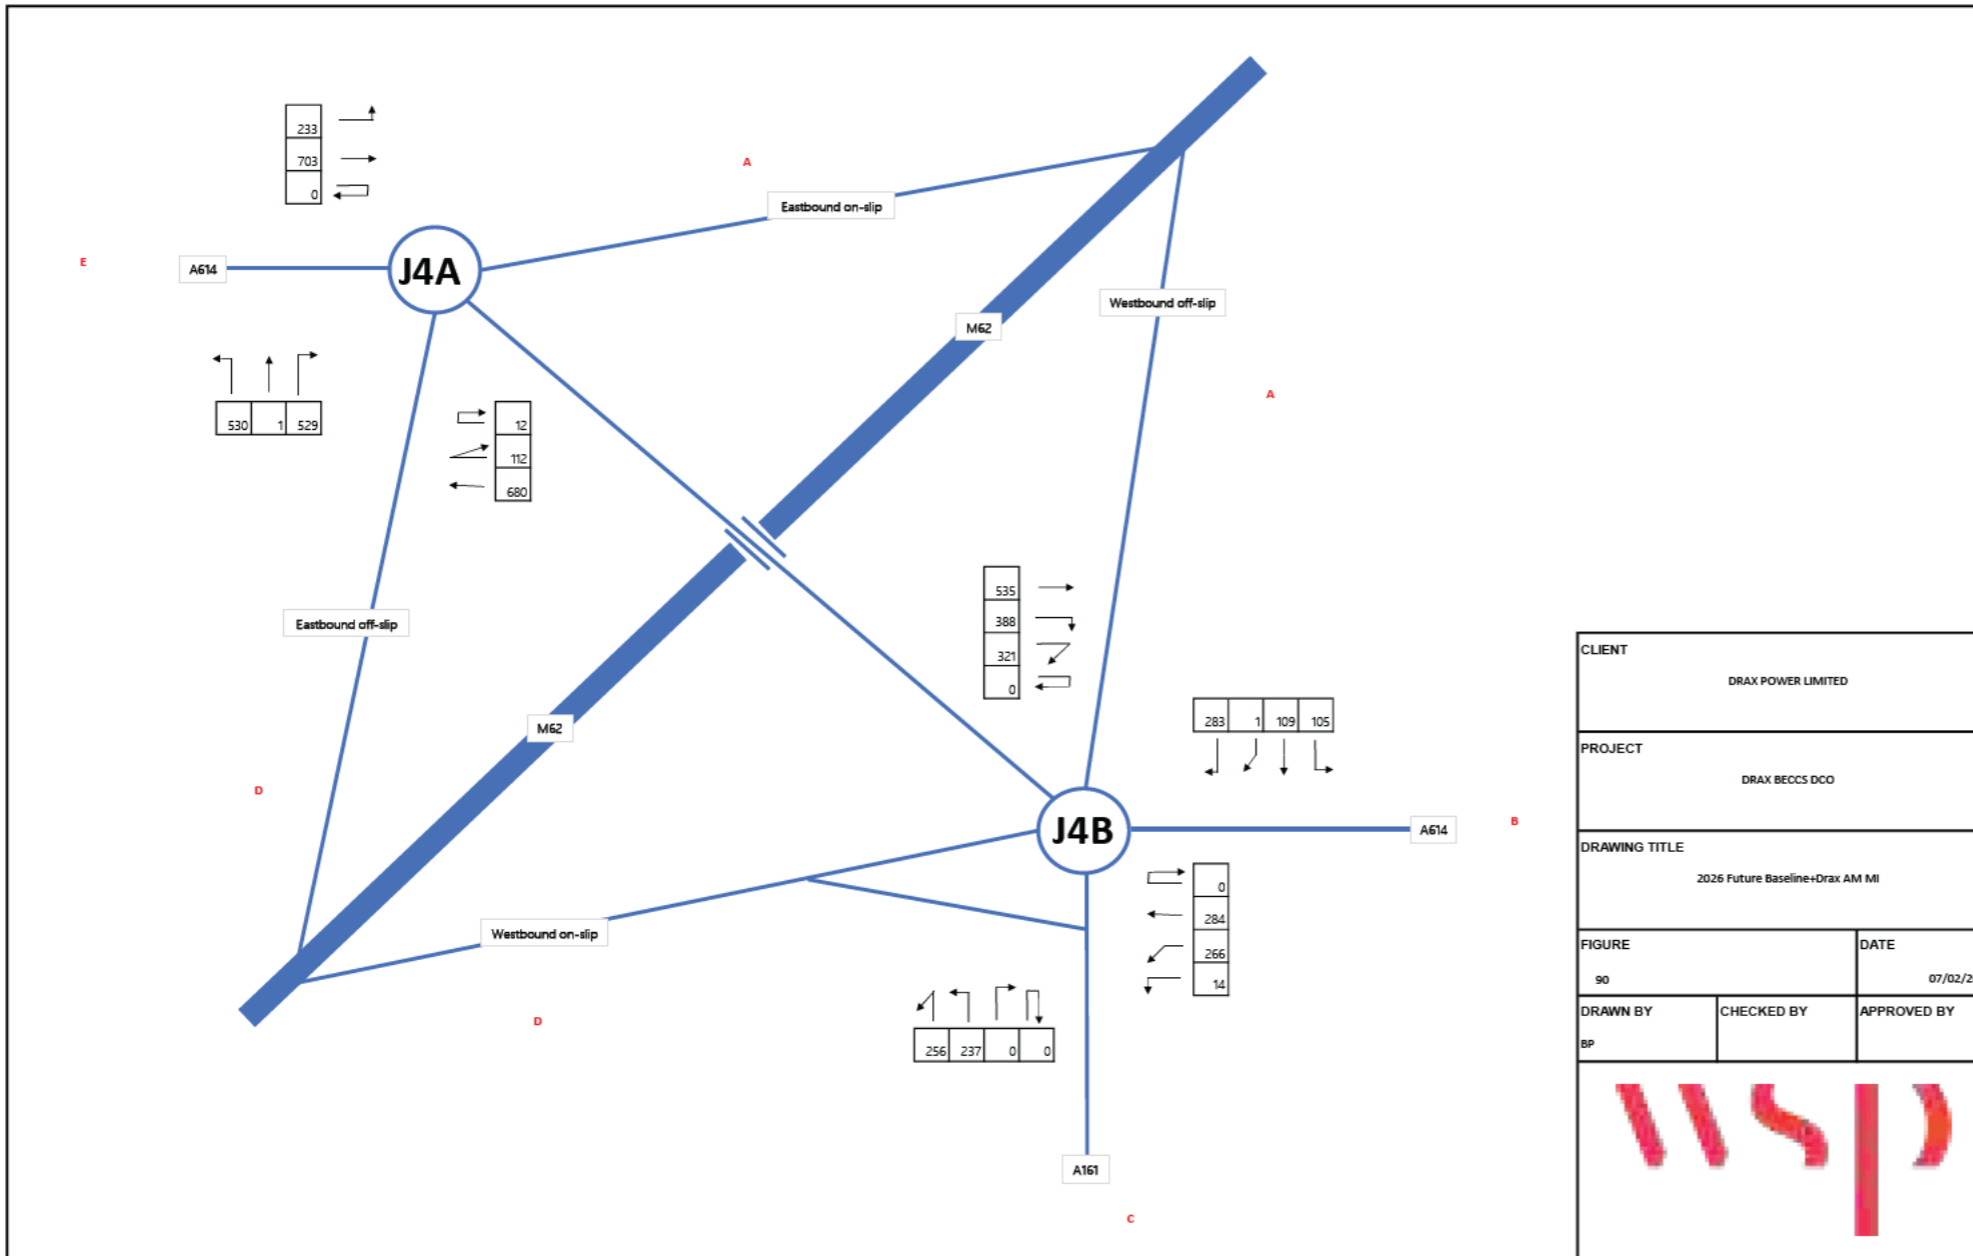 233
703
0
A
Eastbound on-slip
E
A614
J4A
Westbound off-slip
M62
A
530 1 529
12
112
680
535
388
321
0
Eastbound off-slip
M62
283 1 109 105
D
J4B
A614
B
0
284
266
14
Westbound on-slip
D
256 237 0 0
A161
C
CLIENT
DRAX POWER LIMITED
PROJECT
DRAX BECCS DCO
DRAWING TITLE
2026 Future Baseline+Drax AM MI
FIGURE
DATE
90
07/02/2
DRAWN BY
CHECKED BY
APPROVED BY
BP
wsp